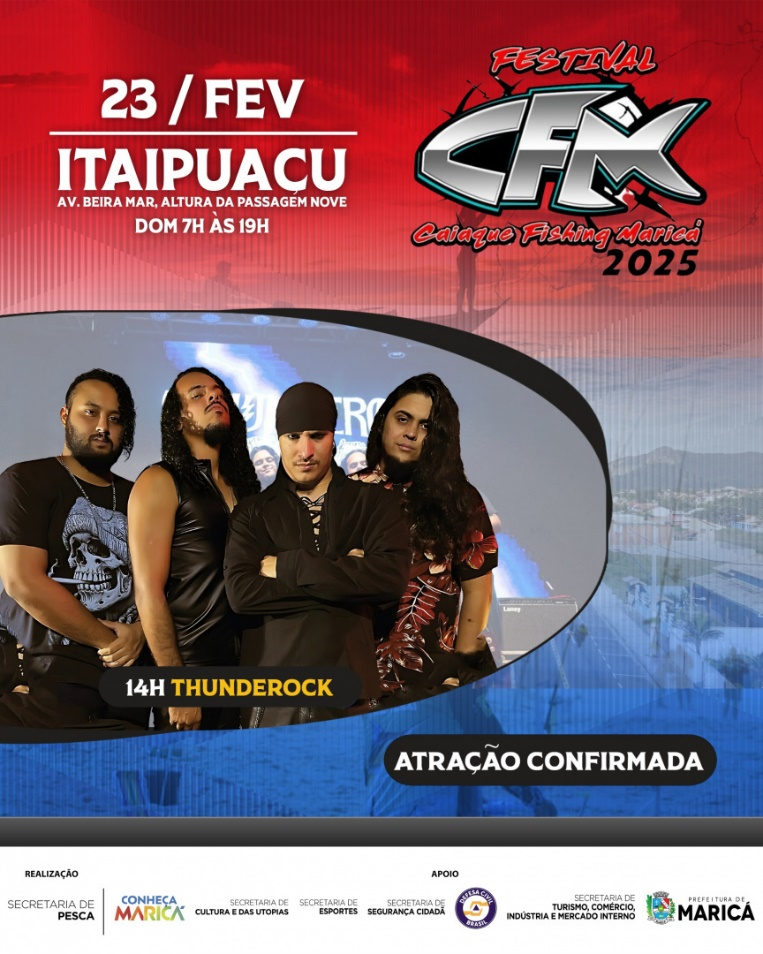 23 / FEV
ITAIPUAÇU
AV. BEIRA MAR, ALTURA DA PASSAGEM NOVE
DOM 7H ÀS 19H
FESTIVAL
CFM
Caiaque Fishing Maricá
2025
Laney
14H THUNDEROCK
ATRAÇÃO CONFIRMADA
REALIZAÇÃO
SECRETARIA DE
PESCA
CONHEÇA
MARICÁ
APOIO
SECRETARIA DE
CULTURA E DAS UTOPIAS
SECRETARIA DE
ESPORTES
SECRETARIA DE
SEGURANÇA CIDADÃ
DEFESA CIVIL
BRASIL
SECRETARIA DE
TURISMO, COMÉRCIO,
INDÚSTRIA E MERCADO INTERNO
PREFEITURA DE
MARICÁ